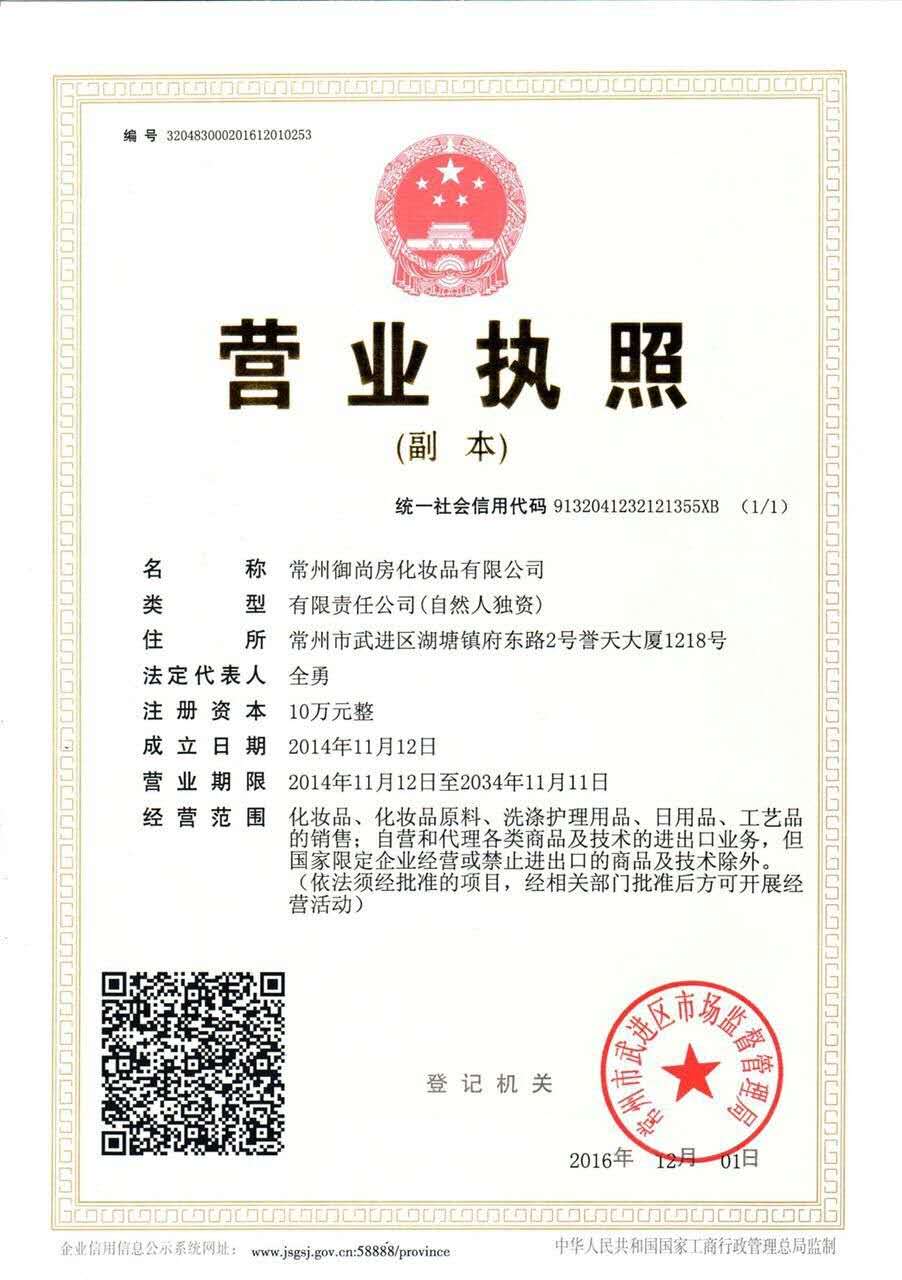 编号 320483000201612010253
营业执照
(副 本)
统一社会信用代码 9132041232121355XB （1/1）
名称 常州御尚房化妆品有限公司
类型 有限责任公司(自然人独资)
住所 常州市武进区湖塘镇府东路2号誉天大厦1218号
法定代表人 全勇
注册资本 10万元整
成立日期 2014年11月12日
营业期限 2014年11月12日至2034年11月11日
经营范围 化妆品、化妆品原料、洗涤护理用品、日用品、工艺品
的销售；自营和代理各类商品及技术的进出口业务，但
国家限定企业经营或禁止进出口的商品及技术除外。
（依法须经批准的项目，经相关部门批准后方可开展经
营活动）
常州市武进区市场监督管理局
登记机关
2016年 12月 01日
企业信用信息公示系统网址： www.jsgsj.gov.cn:58888/province
中华人民共和国国家工商行政管理总局监制